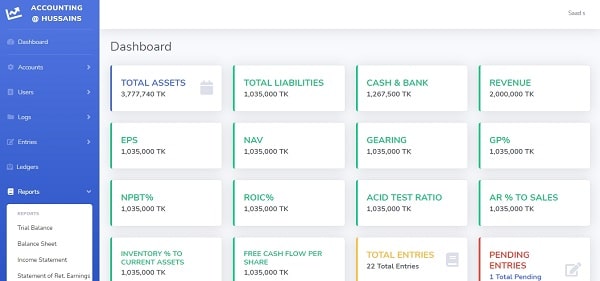 ACCOUNTING
@ HUSSAINS
Saad s
Dashboard
Accounts
Users
Logs
Entries
Ledgers
Reports
REPORTS
Trial Balance
Balance Sheet
Income Statement
Statement of Ret. Earnings
Dashboard
TOTAL ASSETS
3,777,740 TK
TOTAL LIABILITIES
1,035,000 TK
CASH & BANK
1,267,500 TK
REVENUE
2,000,000 TK
EPS
1,035,000 TK
NAV
1,035,000 TK
GEARING
1,035,000 TK
GP%
1,035,000 TK
NPBT%
1,035,000 TK
ROIC%
1,035,000 TK
ACID TEST RATIO
1,035,000 TK
AR % TO SALES
1,035,000 TK
INVENTORY % TO
CURRENT ASSETS
1,035,000 TK
FREE CASH FLOW PER
SHARE
1,035,000 TK
TOTAL ENTRIES
22 Total Entries
PENDING
ENTRIES
1 Total Pending